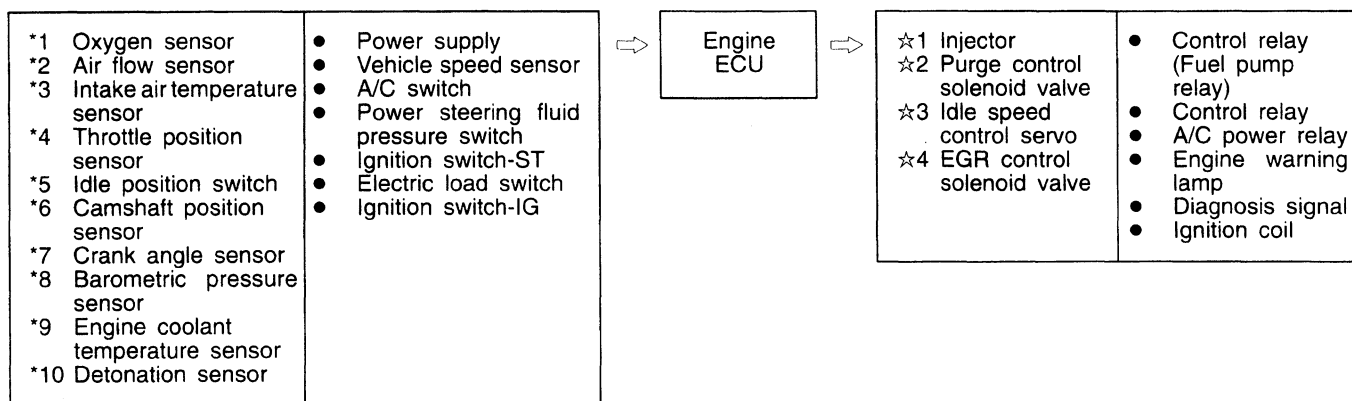 *1 Oxygen sensor
*2 Air flow sensor
*3 Intake air temperature
sensor
*4 Throttle position
sensor
*5 Idle position switch
*6 Camshaft position
sensor
*7 Crank angle sensor
*8 Barometric pressure
sensor
*9 Engine coolant
temperature sensor
*10 Detonation sensor
● Power supply
● Vehicle speed sensor
● A/C switch
● Power steering fluid
pressure switch
● Ignition switch-ST
● Electric load switch
● Ignition switch-IG
⇨
Engine
ECU
⇨
☆1 Injector
☆2 Purge control
solenoid valve
☆3 Idle speed
control servo
☆4 EGR control
solenoid valve
● Control relay
(Fuel pump
relay)
● Control relay
● A/C power relay
● Engine warning
lamp
● Diagnosis signal
● Ignition coil